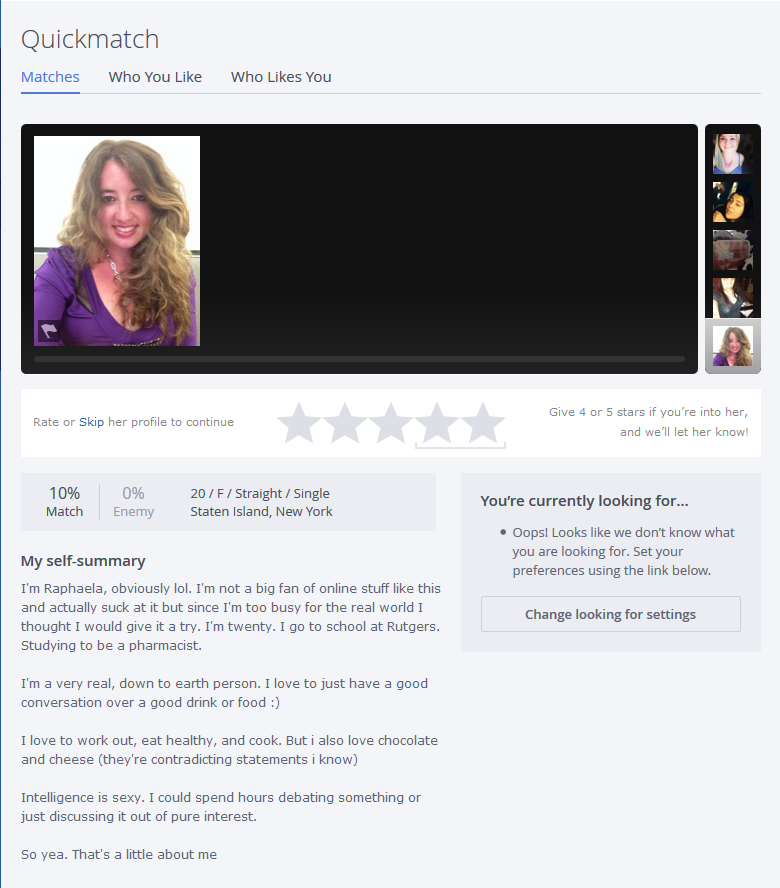 Quickmatch
Matches Who You Like Who Likes You
Rate or Skip her profile to continue
Give 4 or 5 stars if you're into her,
and we'll let her know!
10%
Match
0%
Enemy
20 / F / Straight / Single
Staten Island, New York
My self-summary
I'm Raphaela, obviously lol. I'm not a big fan of online stuff like this
and actually suck at it but since I'm too busy for the real world I
thought I would give it a try. I'm twenty. I go to school at Rutgers.
Studying to be a pharmacist.
I'm a very real, down to earth person. I love to just have a good
conversation over a good drink or food :)
I love to work out, eat healthy, and cook. But i also love chocolate
and cheese (they're contradicting statements i know)
Intelligence is sexy. I could spend hours debating something or
just discussing it out of pure interest.
So yea. That's a little about me
You're currently looking for...
• Oops! Looks like we don't know what
you are looking for. Set your
preferences using the link below.
Change looking for settings